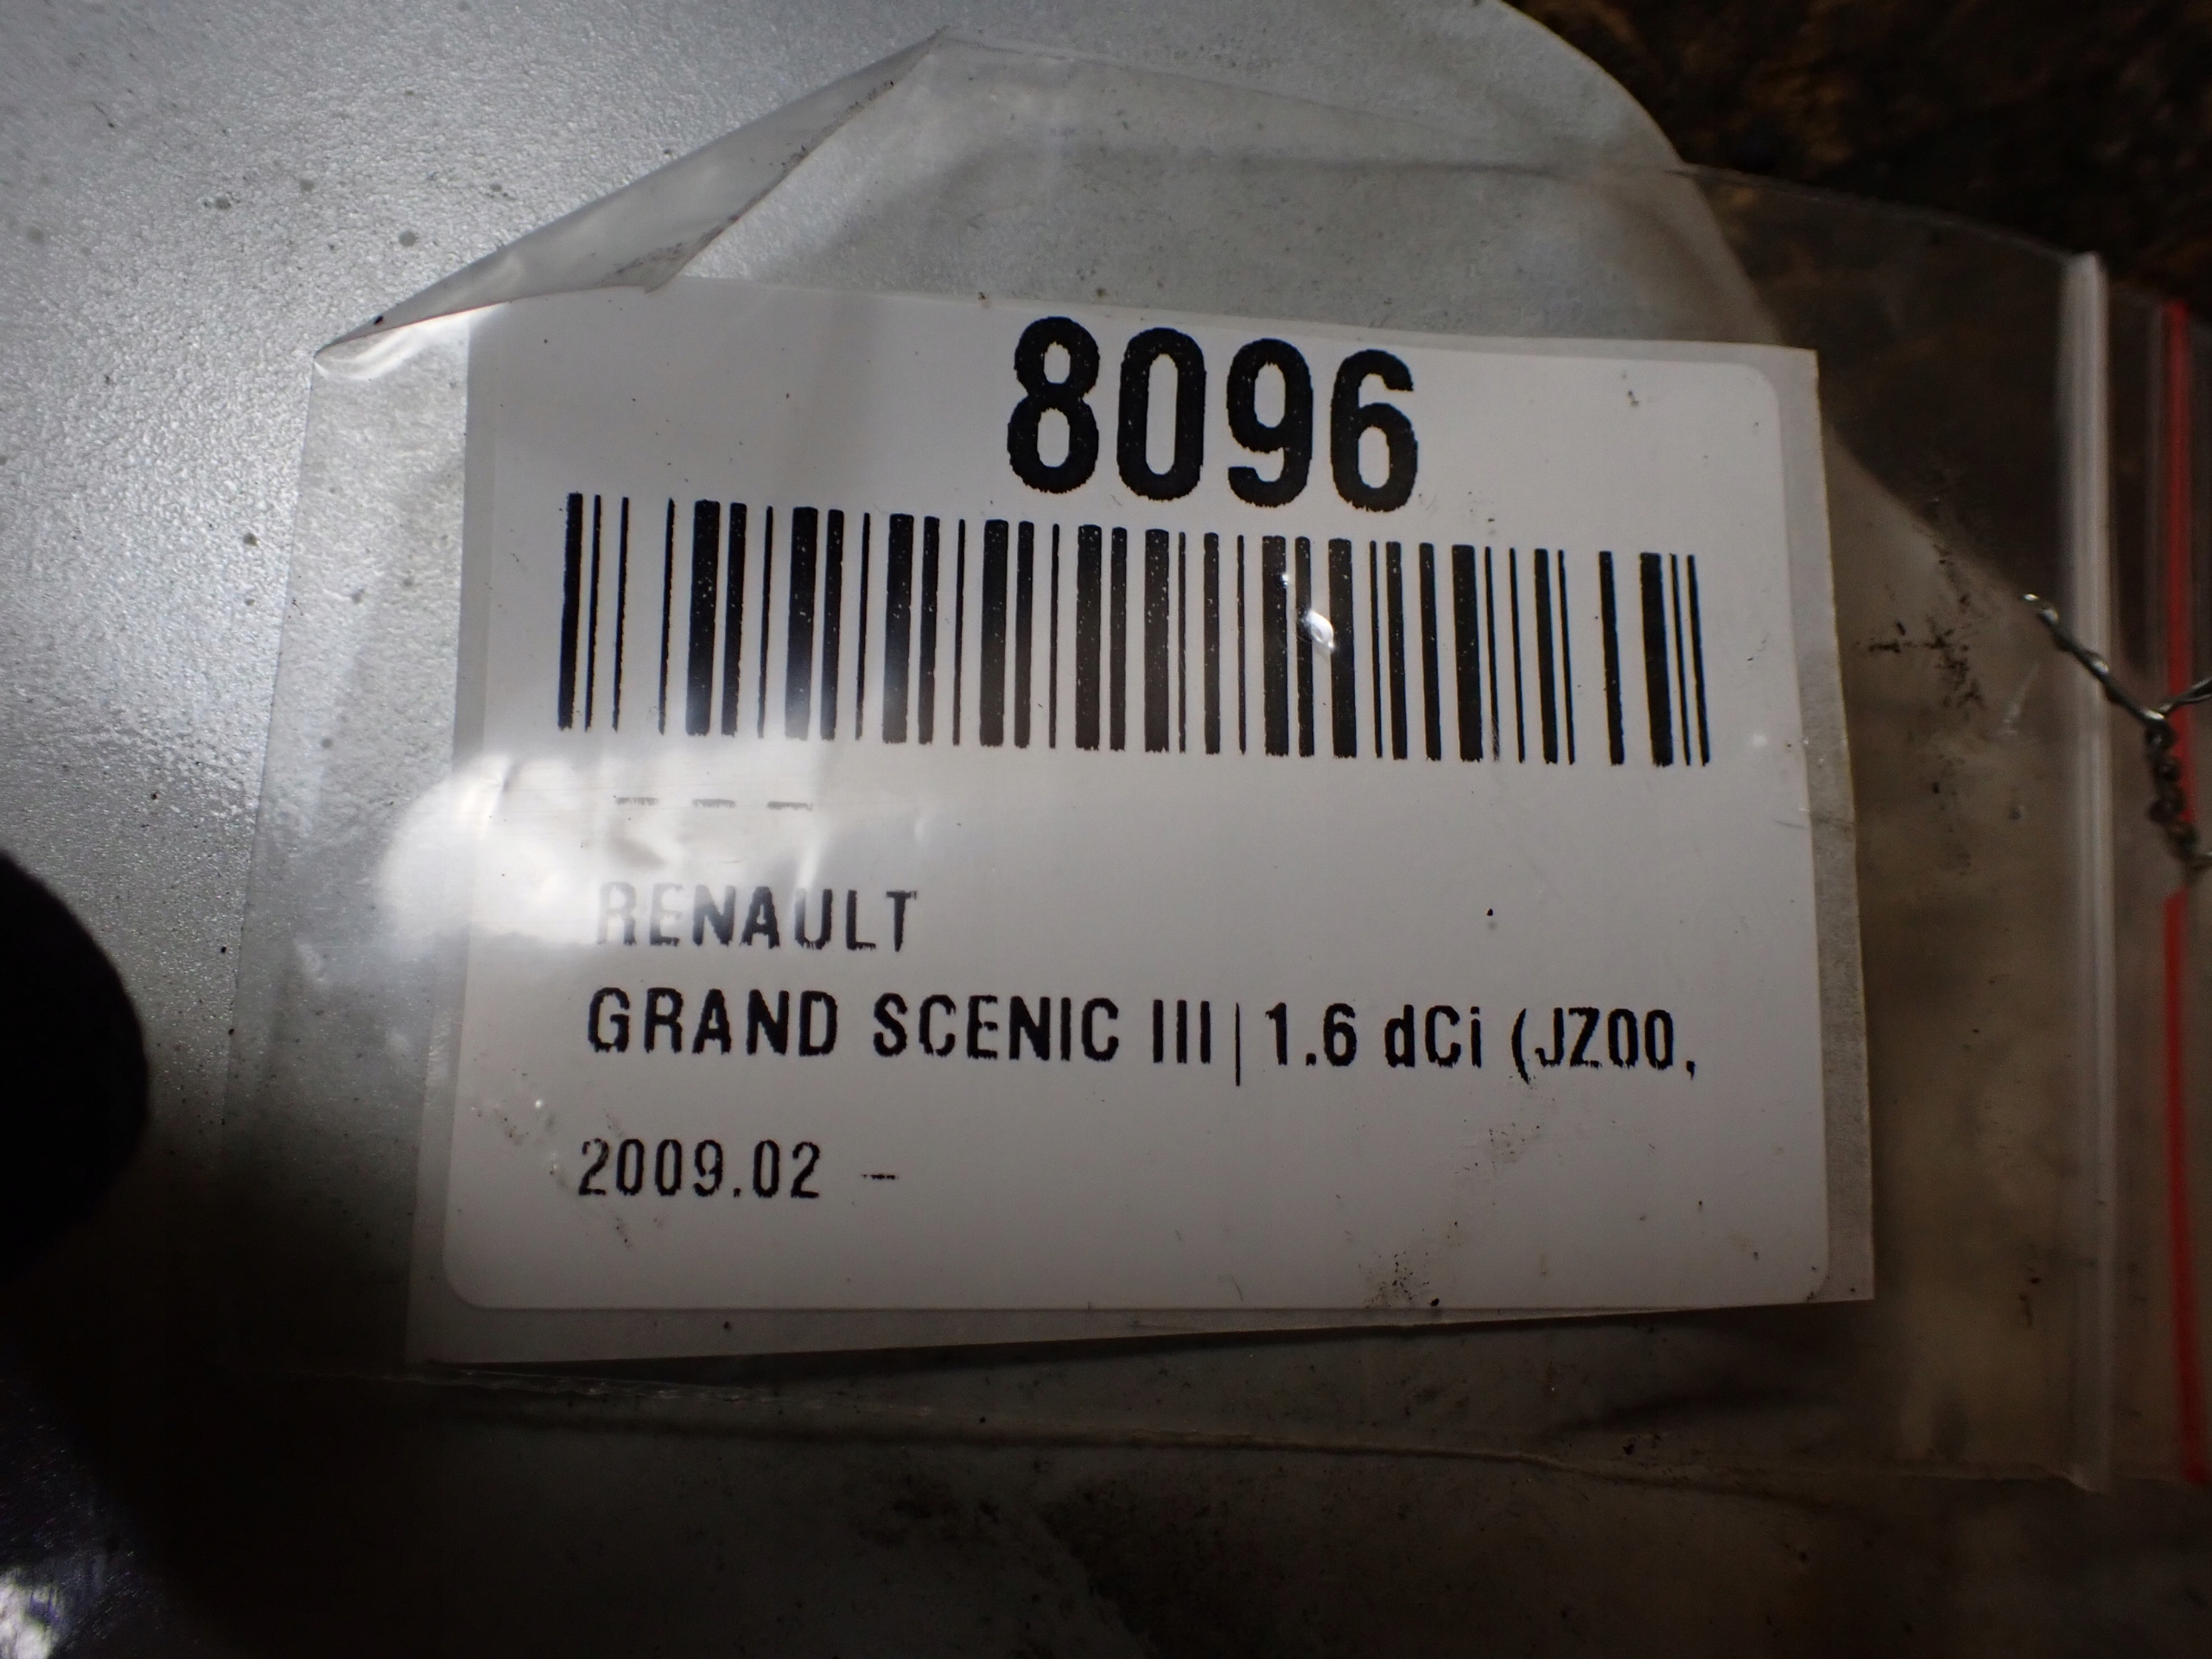 8096
RENAULT
GRAND SCENIC III | 1.6 dCi (JZ00,
2009.02 -